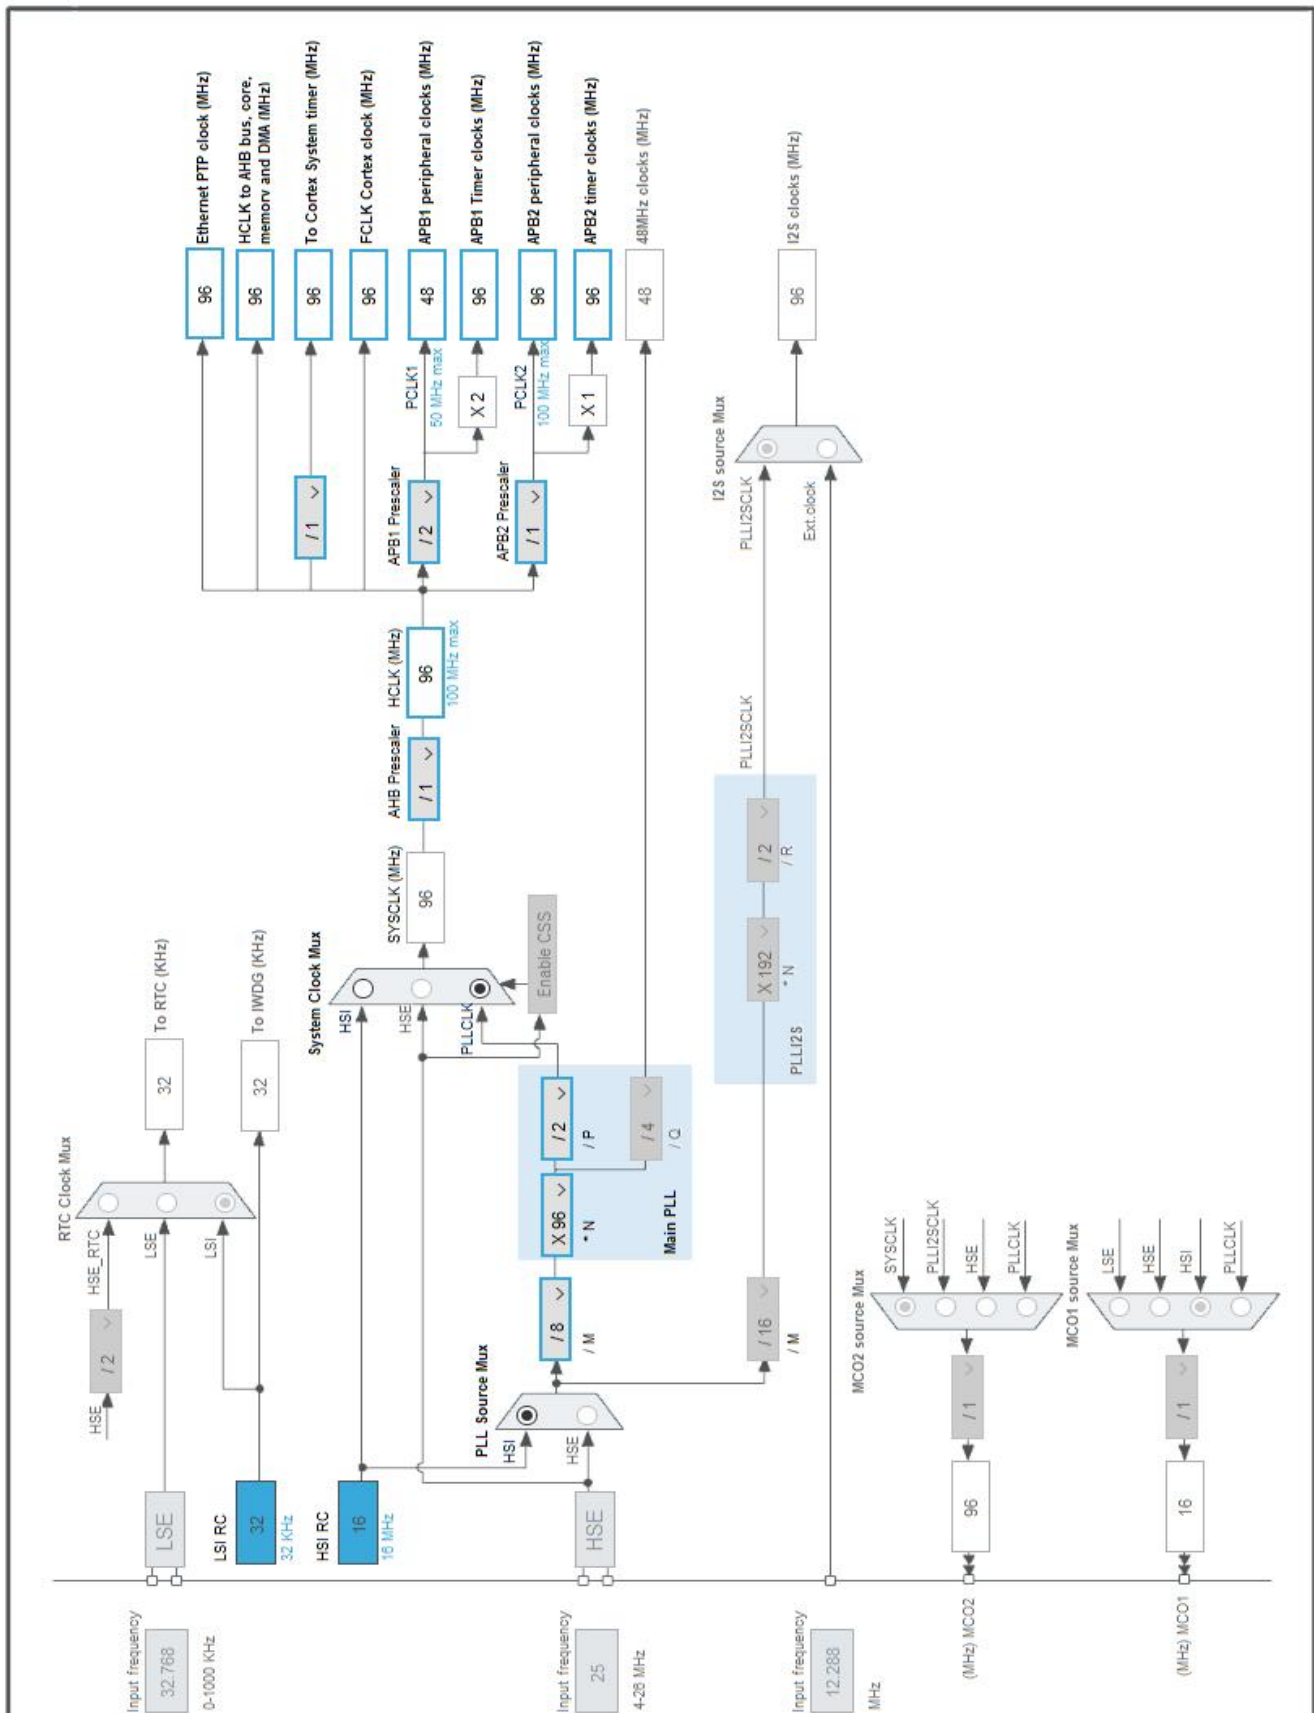 Input frequency
32.768
0-1000 KHz
LSE
HSE
/ 2
HSE_RTC
LSE
LSI
RTC Clock Mux
32
To RTC (KHz)
LSI RC
32
32 KHz
32
To IWDG (KHz)
HSI RC
16
16 MHz
System Clock Mux
HSI
HSE
PLLCLK
Enable CSS
SYSCLK (MHz)
96
AHB Prescaler
/ 1
HCLK (MHz)
96
100 MHz max
/ 1
APB1 Prescaler
/ 2
PCLK1
50 MHz max
X 2
APB2 Prescaler
/ 1
PCLK2
100 MHz max
X 1
96
Ethernet PTP clock (MHz)
96
HCLK to AHB bus, core,
memory and DMA (MHz)
96
To Cortex System timer (MHz)
96
FCLK Cortex clock (MHz)
48
APB1 peripheral clocks (MHz)
96
APB1 Timer clocks (MHz)
96
APB2 peripheral clocks (MHz)
96
APB2 timer clocks (MHz)
48
48MHz clocks (MHz)
Input frequency
25
4-26 MHz
HSE
PLL Source Mux
HSI
HSE
/ 8
/ M
X 96
* N
/ 2
/ P
/ 4
/ Q
Main PLL
/ 16
/ M
X 192
* N
/ 2
/ R
PLLI2S
PLLI2SCLK
PLLI2SCLK
I2S source Mux
Ext.clock
96
I2S clocks (MHz)
Input frequency
12.288
MHz
MCO2 source Mux
SYSCLK
PLLI2SCLK
HSE
PLLCLK
/ 1
96
(MHz) MCO2
MCO1 source Mux
LSE
HSE
HSI
PLLCLK
/ 1
16
(MHz) MCO1